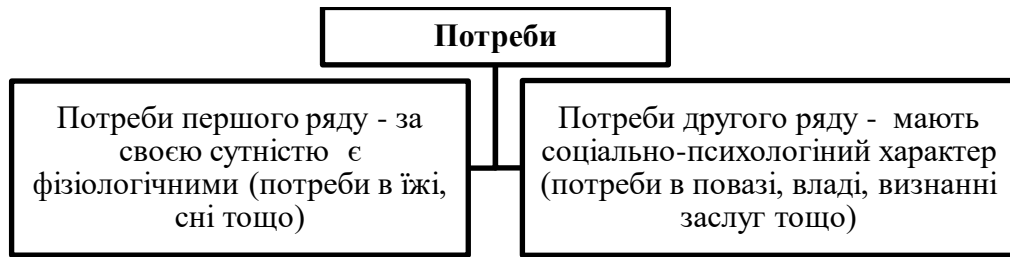 Потреби
Потреби першого ряду - за
своєю сутністю є
фізіологічними (потреби в їжі,
сні тощо)
Потреби другого ряду - мають
соціально-психологіний характер
(потреби в повазі, владі, визнанні
заслуг тощо)